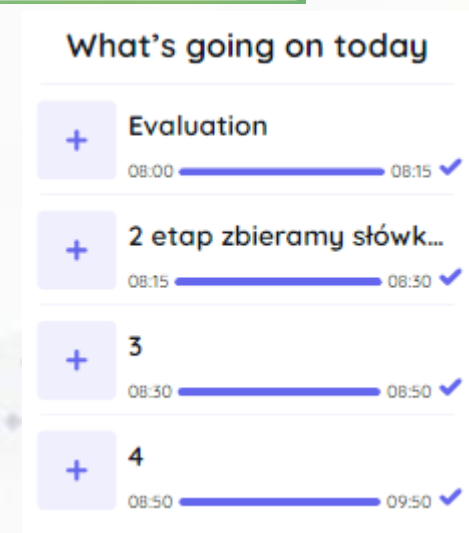 What's going on today
Evaluation
08:00 08:15
2 etap zbieramy słówk...
08:15 08:30
3
08:30 08:50
4
08:50 09:50